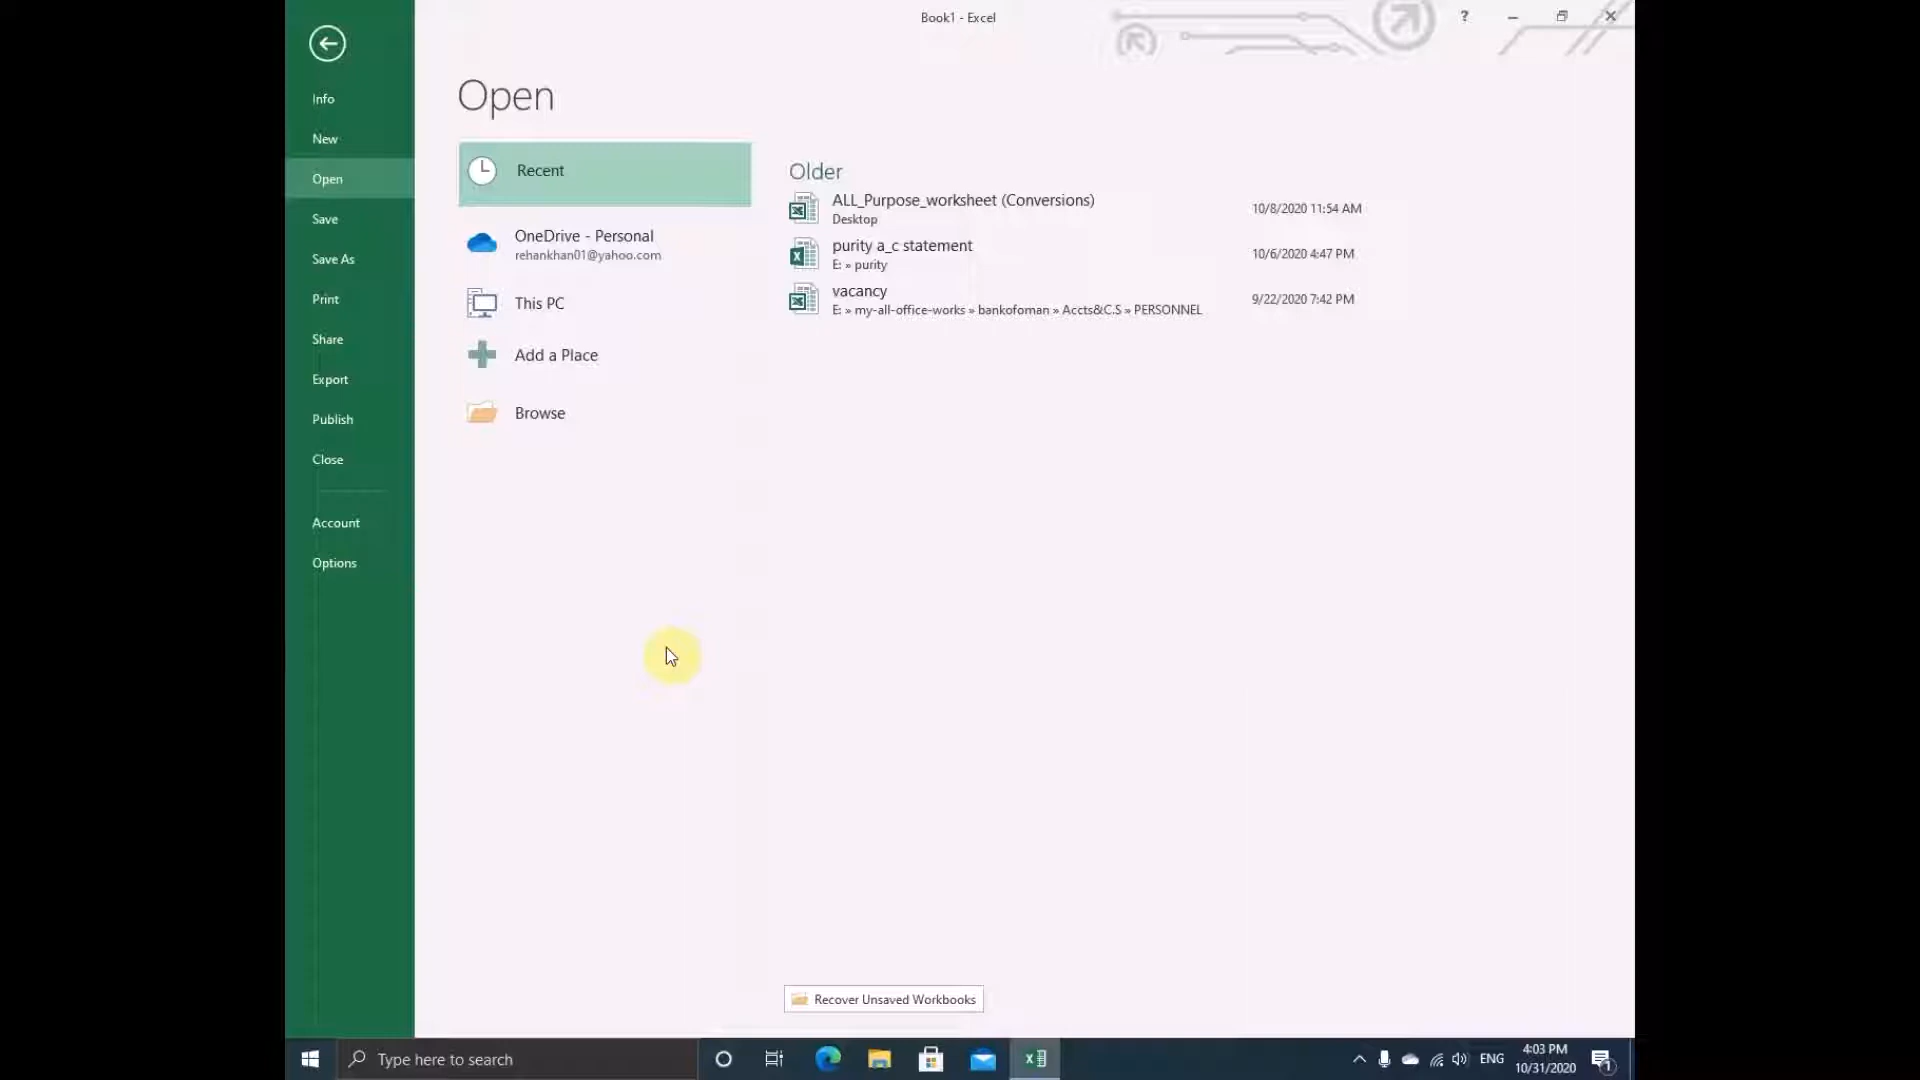 Book1 - Excel
?
Info
New
Open
Save
Save As
Print
Share
Export
Publish
Close
Account
Options
Open
Recent
OneDrive - Personal
rehankhan01@yahoo.com
This PC
Add a Place
Browse
Older
ALL_Purpose_worksheet (Conversions)
Desktop
10/8/2020 11:54 AM
purity a_c statement
E: » purity
10/6/2020 4:47 PM
vacancy
E: » my-all-office-works » bankofoman » Accts&C.S » PERSONNEL
9/22/2020 7:42 PM
Recover Unsaved Workbooks
Type here to search
ENG
4:03 PM
10/31/2020
1